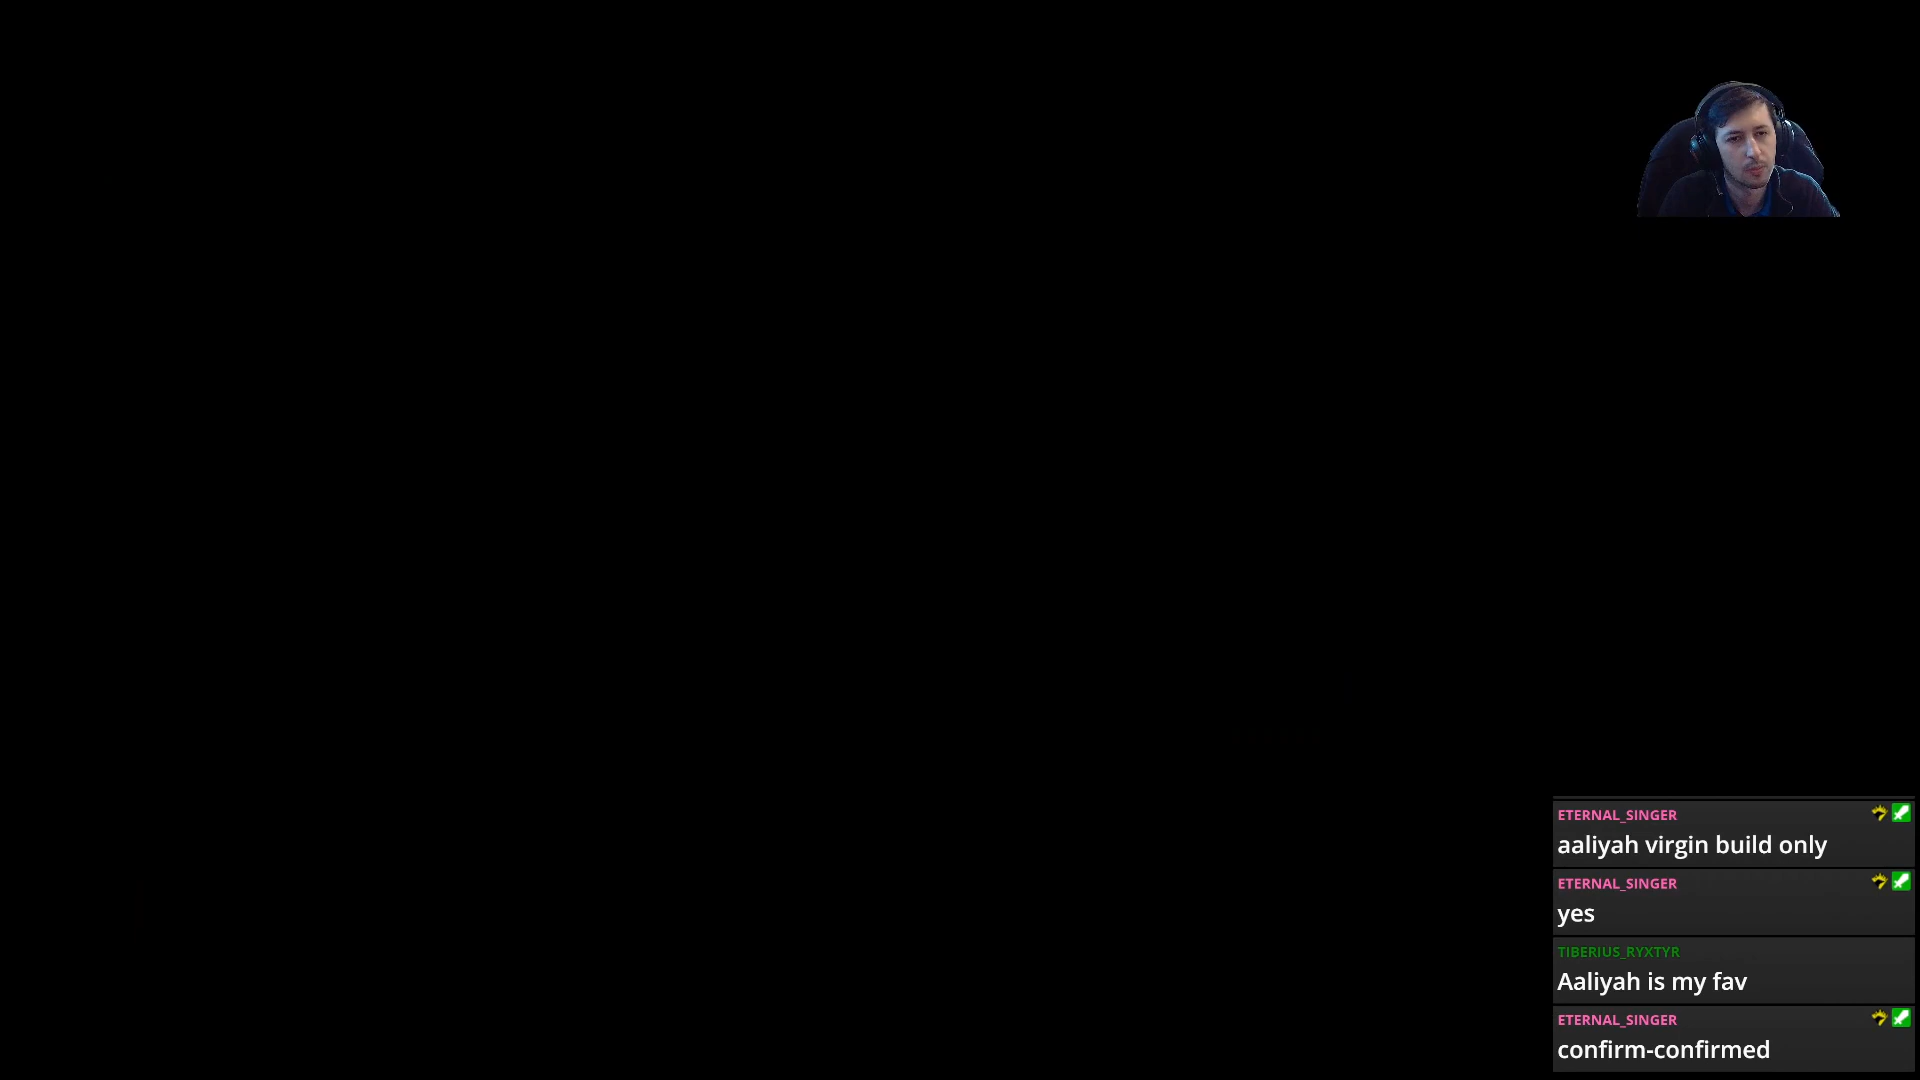 ETERNAL_SINGER
aaliyah virgin build only
ETERNAL_SINGER
yes
TIBERIUS_RYXTYR
Aaliyah is my fav
ETERNAL_SINGER
confirm-confirmed